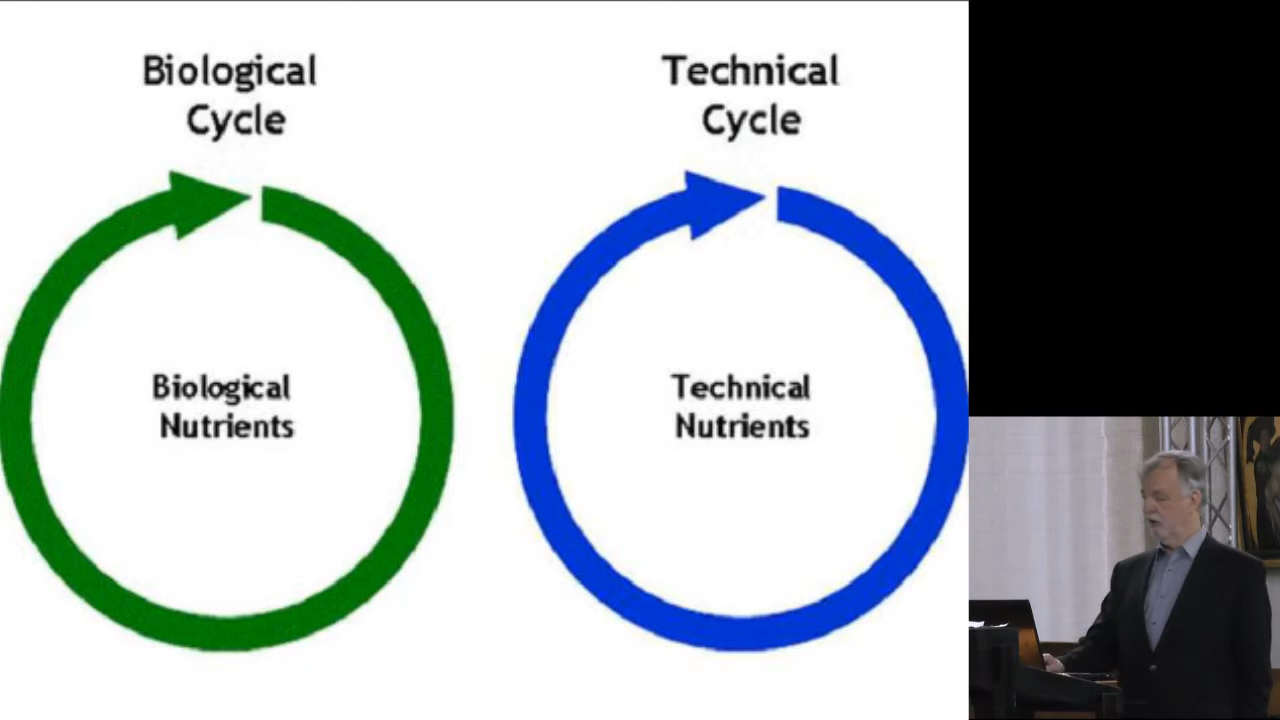 Biological
Cycle
Technical
Cycle
Biological
Nutrients
Technical
Nutrients